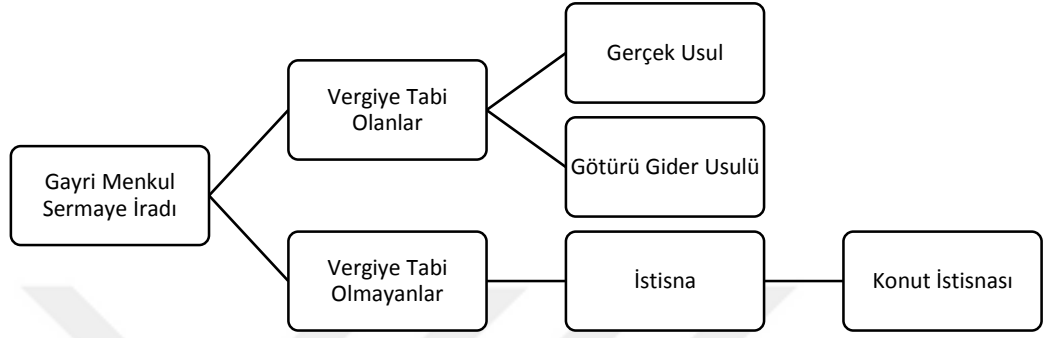 Gayri Menkul
Sermaye İradı
Vergiye Tabi
Olanlar
Gerçek Usul
Götürü Gider Usulü
Vergiye Tabi
Olmayanlar
İstisna
Konut İstisnası